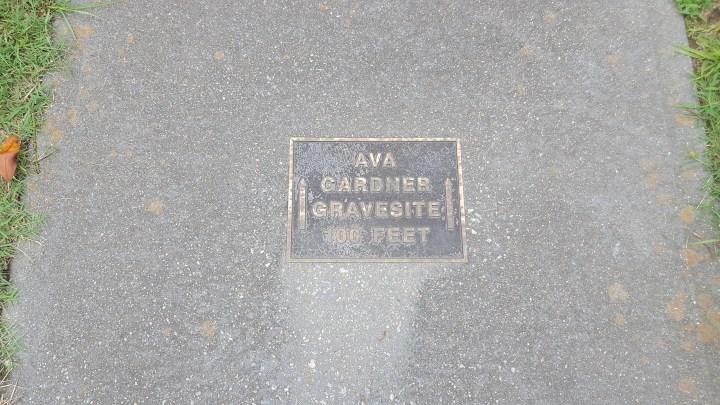 AVA
GARDNER
GRAVESITE
100 FEET